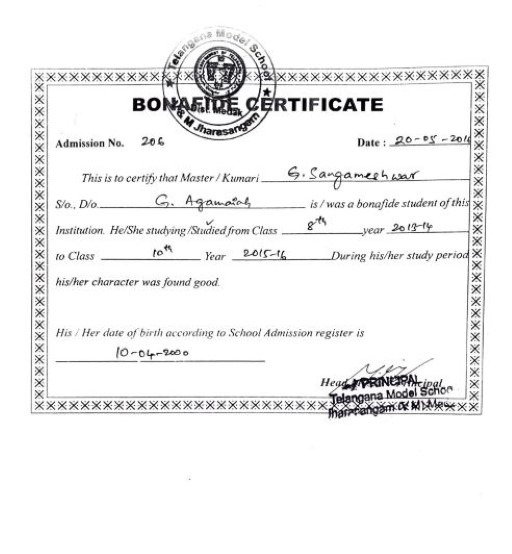 Telangana Model School
Dist. Medak
V & M Jharasangam
BONAFIDE CERTIFICATE
Admission No. 206 Date : 20-05-2016
This is to certify that Master / Kumari G. Sangameshwar
S/o., D/o. G. Agamaiah is / was a bonafide student of this
Institution. He/She studying /Studied from Class 8th year 2013-14
to Class 10th Year 2015-16 During his/her study period
his/her character was found good.
His / Her date of birth according to School Admission register is
10-04-2000
Head Principal
PRINCIPAL
Telangana Model School
Jharasangam (V & M)